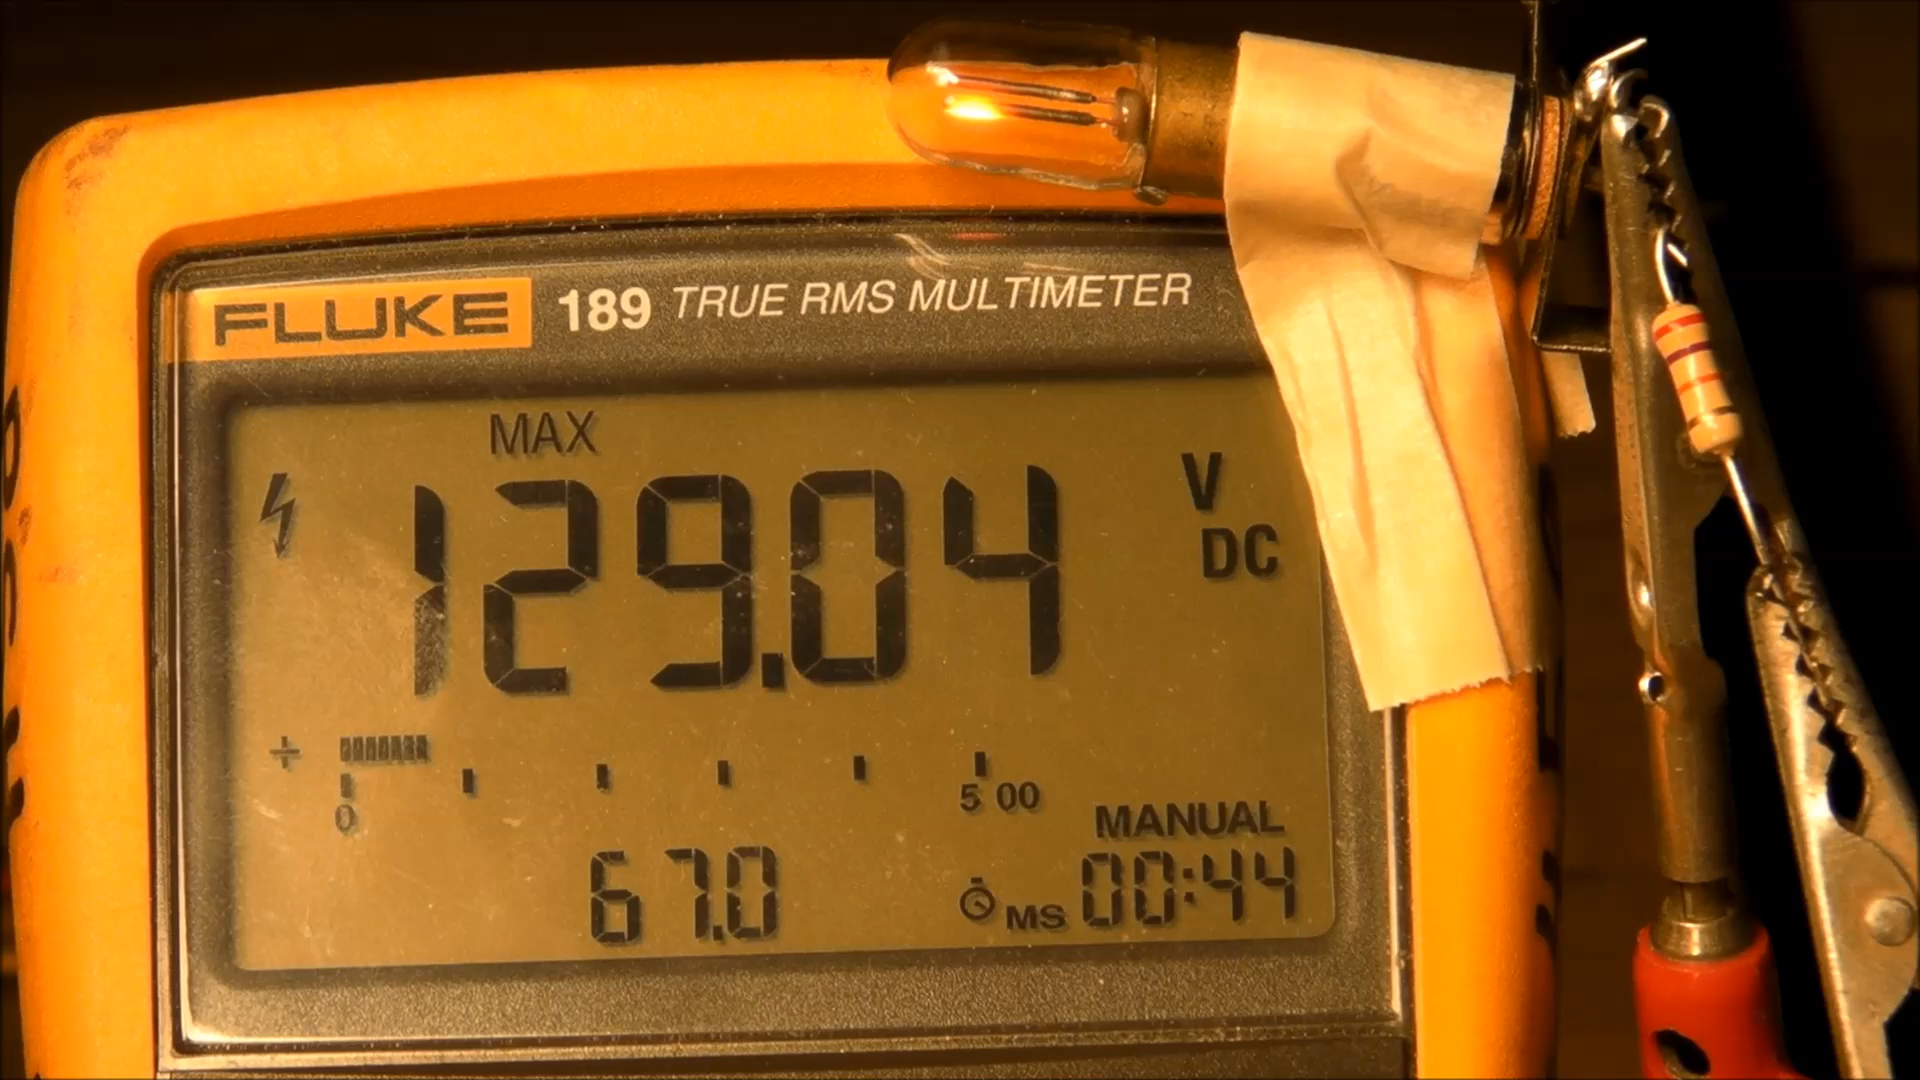 FLUKE 189 TRUE RMS MULTIMETER
MAX
129.04 V DC
0 5 00
MANUAL
67.0 MS 00:44